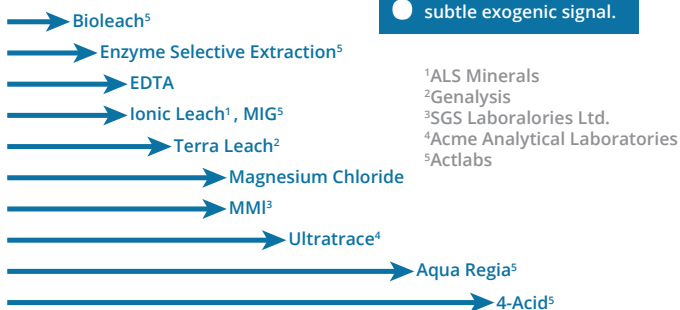 subtle exogenic signal.
Bioleach⁵
Enzyme Selective Extraction⁵
EDTA
Ionic Leach¹ , MIG⁵
Terra Leach²
Magnesium Chloride
MMI³
Ultratrace⁴
Aqua Regia⁵
4-Acid⁵
¹ALS Minerals
²Genalysis
³SGS Laboralories Ltd.
⁴Acme Analytical Laboratories
⁵Actlabs